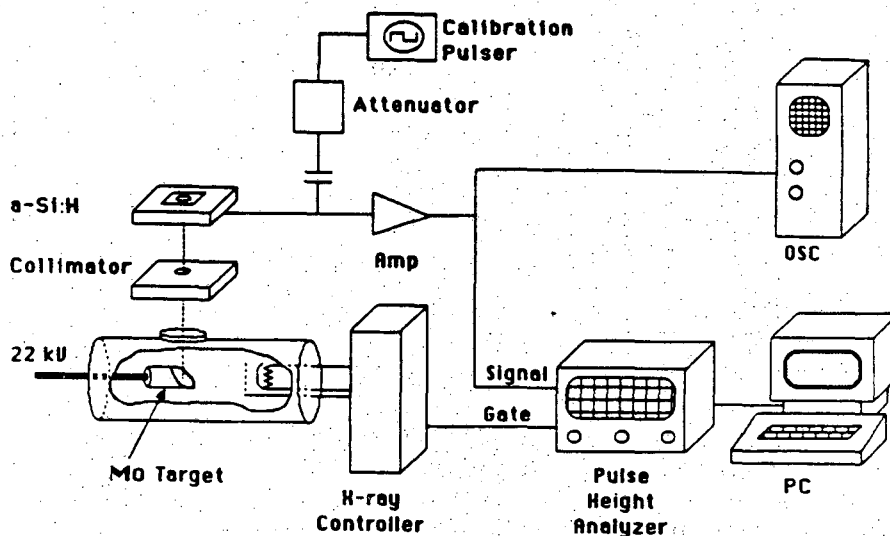 Calibration
Pulser
Attenuator
a-Si:H
Amp
OSC
Collimator
22 kV
Signal
Gate
Mo Target
X-ray
Controller
Pulse
Height
Analyzer
PC